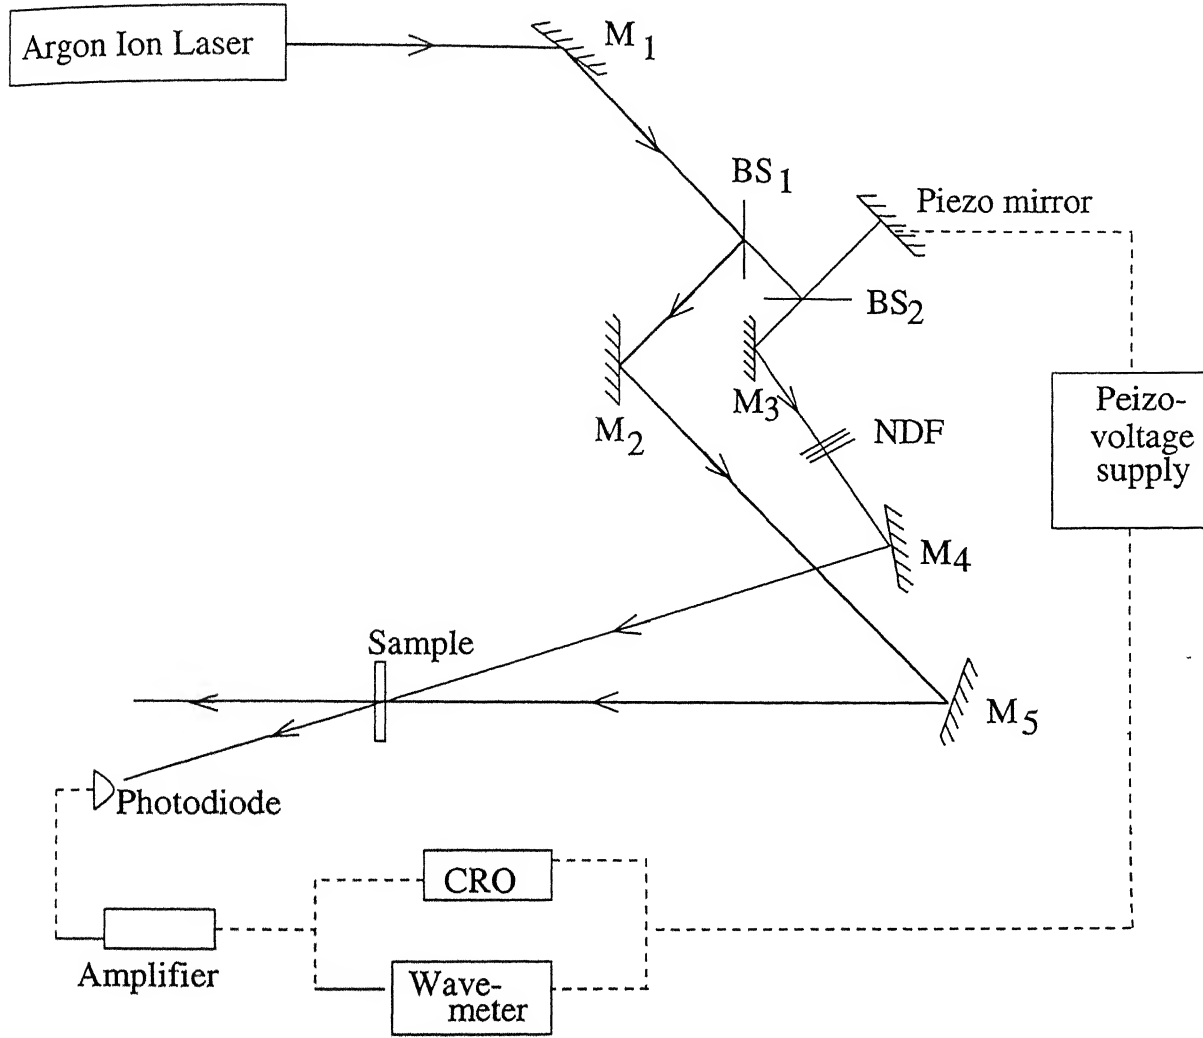 Argon Ion Laser
M1
BS1
Piezo mirror
BS2
M3
M2
NDF
Peizo-
voltage
supply
M4
Sample
M5
Photodiode
CRO
Amplifier
Wave-
meter